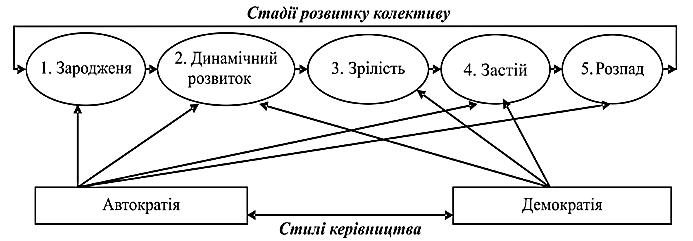 Стадії розвитку колективу
1. Зародженя
2. Динамічний
розвиток
3. Зрілість
4. Застій
5. Розпад
Автократія
Демократія
Стилі керівництва